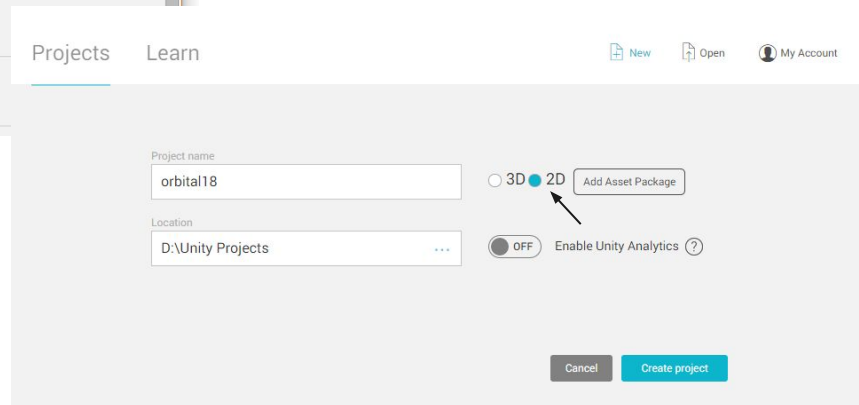 Projects Learn New Open My Account
Project name
orbital18 3D 2D Add Asset Package
Location
D:\Unity Projects ... OFF Enable Unity Analytics ?
Cancel Create project